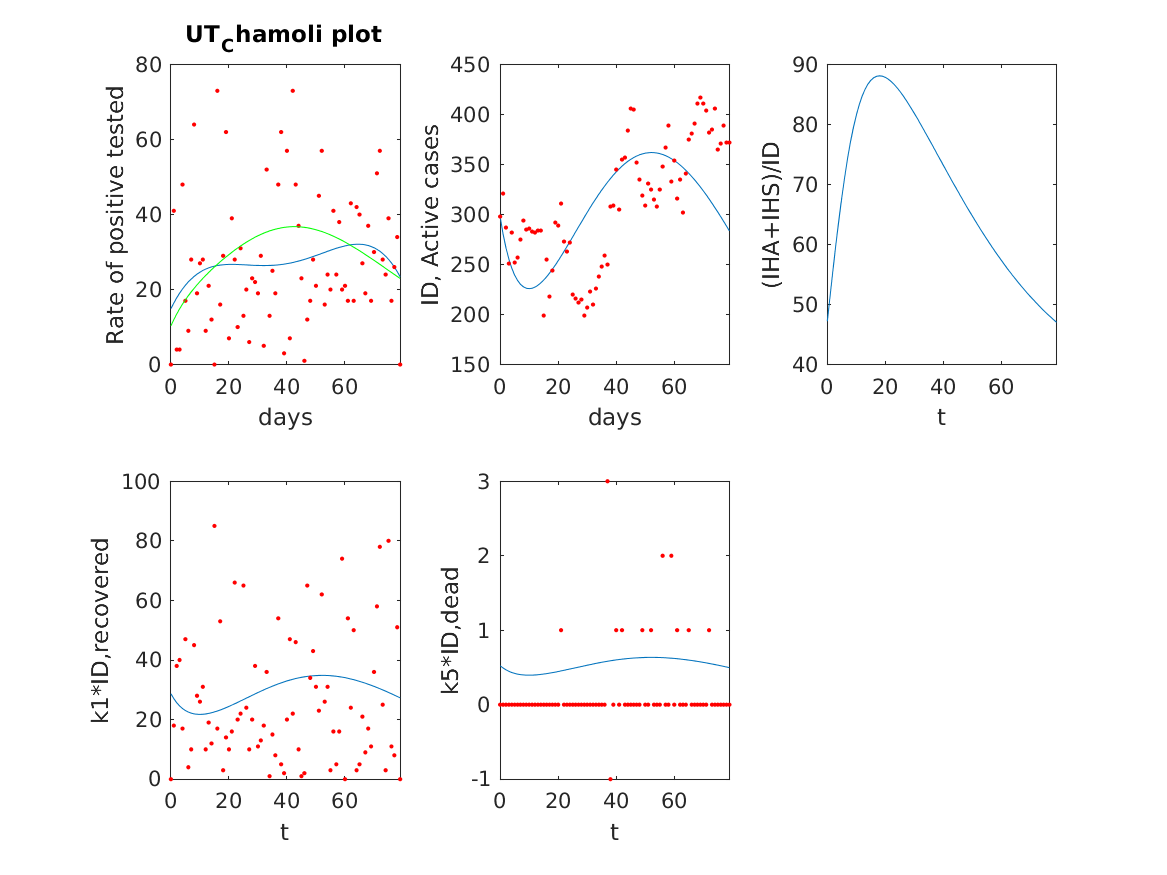 UT_Chamoli plot
80
60
40
20
0
Rate of positive tested
0 20 40 60
days
450
400
350
300
250
200
150
ID, Active cases
0 20 40 60
days
90
80
70
60
50
40
(IHA+IHS)/ID
0 20 40 60
t
100
80
60
40
20
0
k1*ID,recovered
0 20 40 60
t
3
2
1
0
-1
k5*ID,dead
0 20 40 60
t